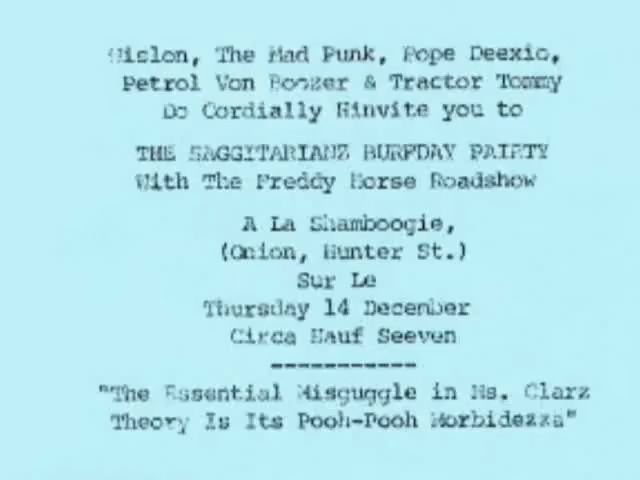 Wislon, The Mad Punk, Pope Deexio,
Petrol Von Boozer & Tractor Tommy
Do Cordially Hinvite you to
THE SAGGITARIANZ BURFDAY PAIRTY
With The Freddy Horse Roadshow
A La Shamboogie,
(Onion, Hunter St.)
Sur Le
Thursday 14 December
Circa Hauf Seeven
-----------
"The Essential Misguggle in Ms. Clarz
Theory Is Its Pooh-Pooh Morbidezza"